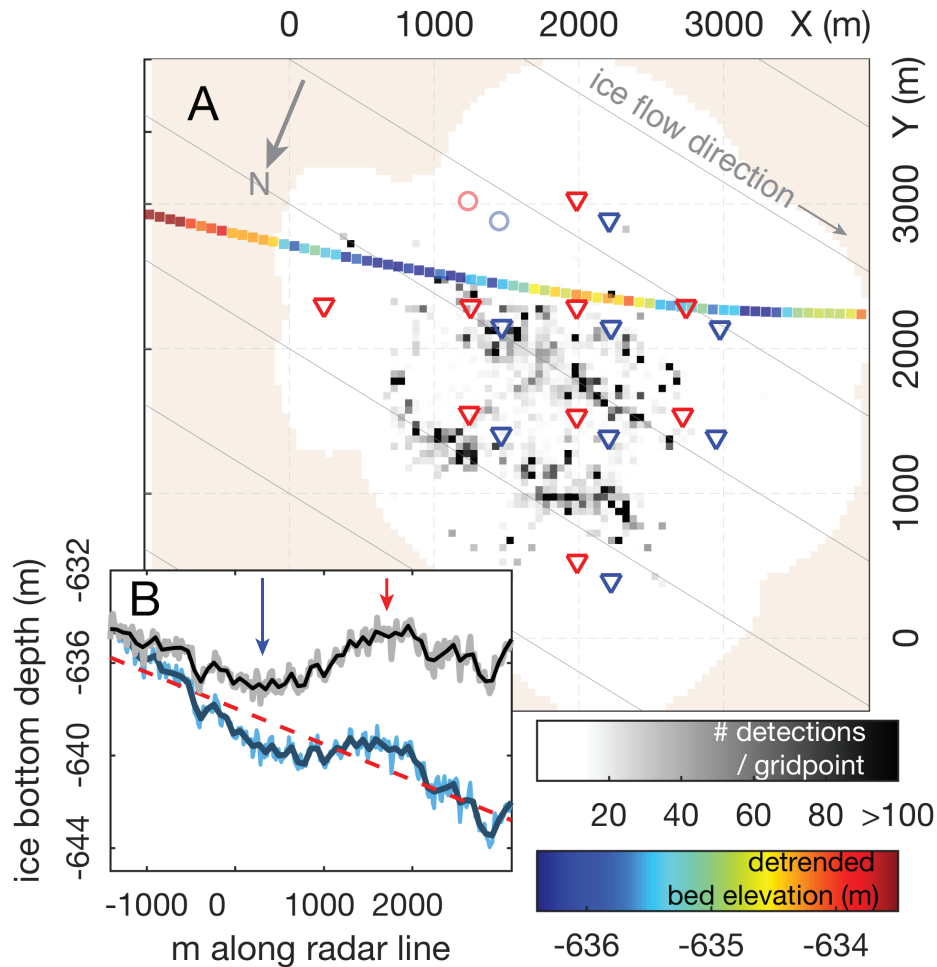 0 1000 2000 3000 X (m)
A
ice flow direction
N
Y (m)
3000
2000
1000
0
B
ice bottom depth (m)
-632
-636
-640
-644
-1000 0 1000 2000
m along radar line
# detections
/ gridpoint
20 40 60 80 >100
detrended
bed elevation (m)
-636 -635 -634